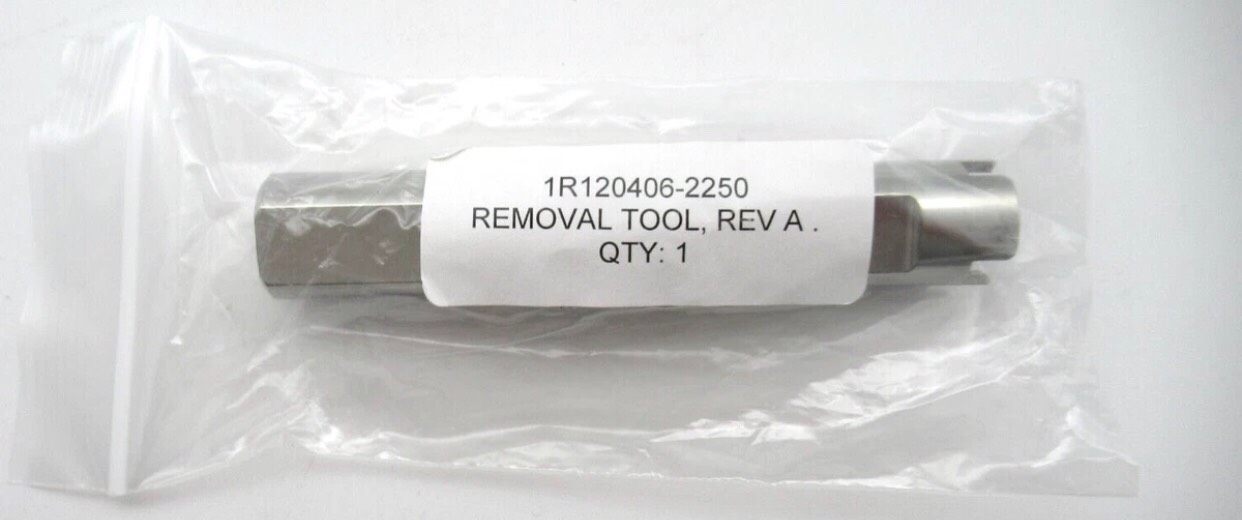 1R120406-2250
REMOVAL TOOL, REV A .
QTY: 1